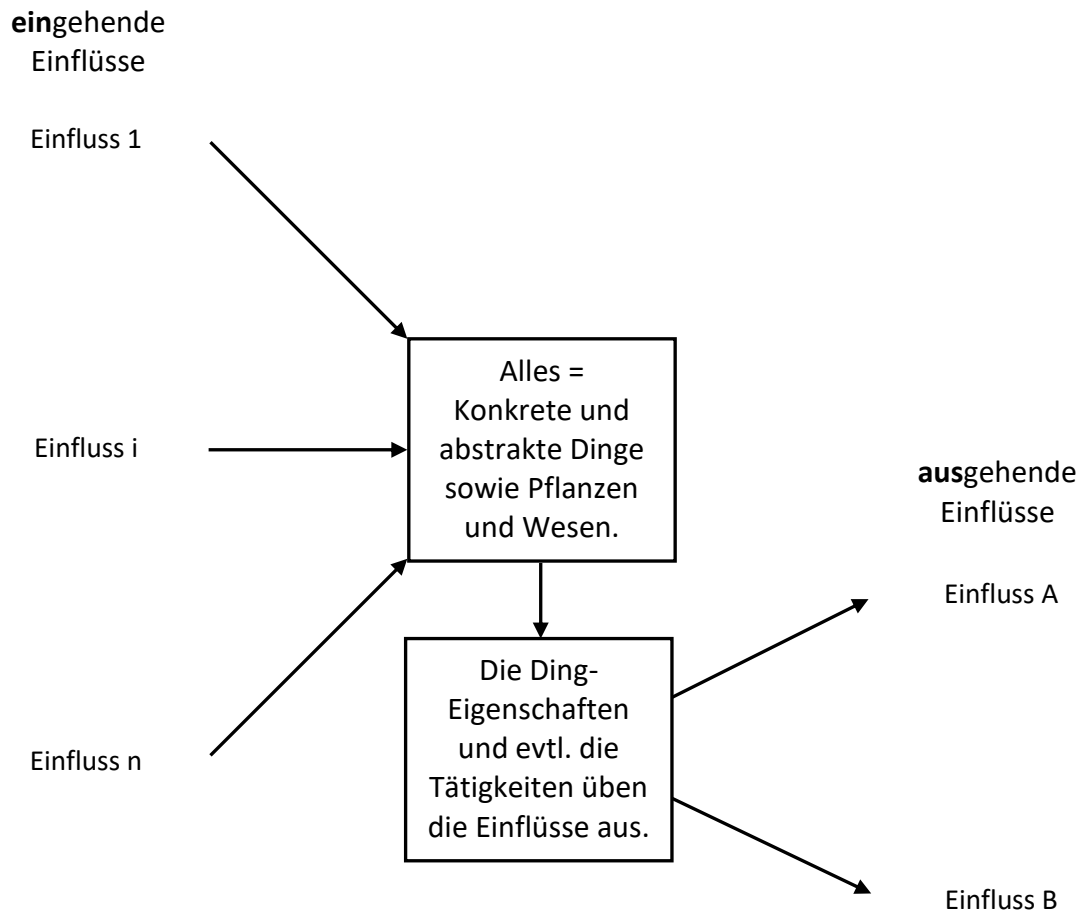 eingehende
Einflüsse
Einfluss 1
Einfluss i
Einfluss n
Alles =
Konkrete und
abstrakte Dinge
sowie Pflanzen
und Wesen.
Die Ding-
Eigenschaften
und evtl. die
Tätigkeiten üben
die Einflüsse aus.
ausgehende
Einflüsse
Einfluss A
Einfluss B